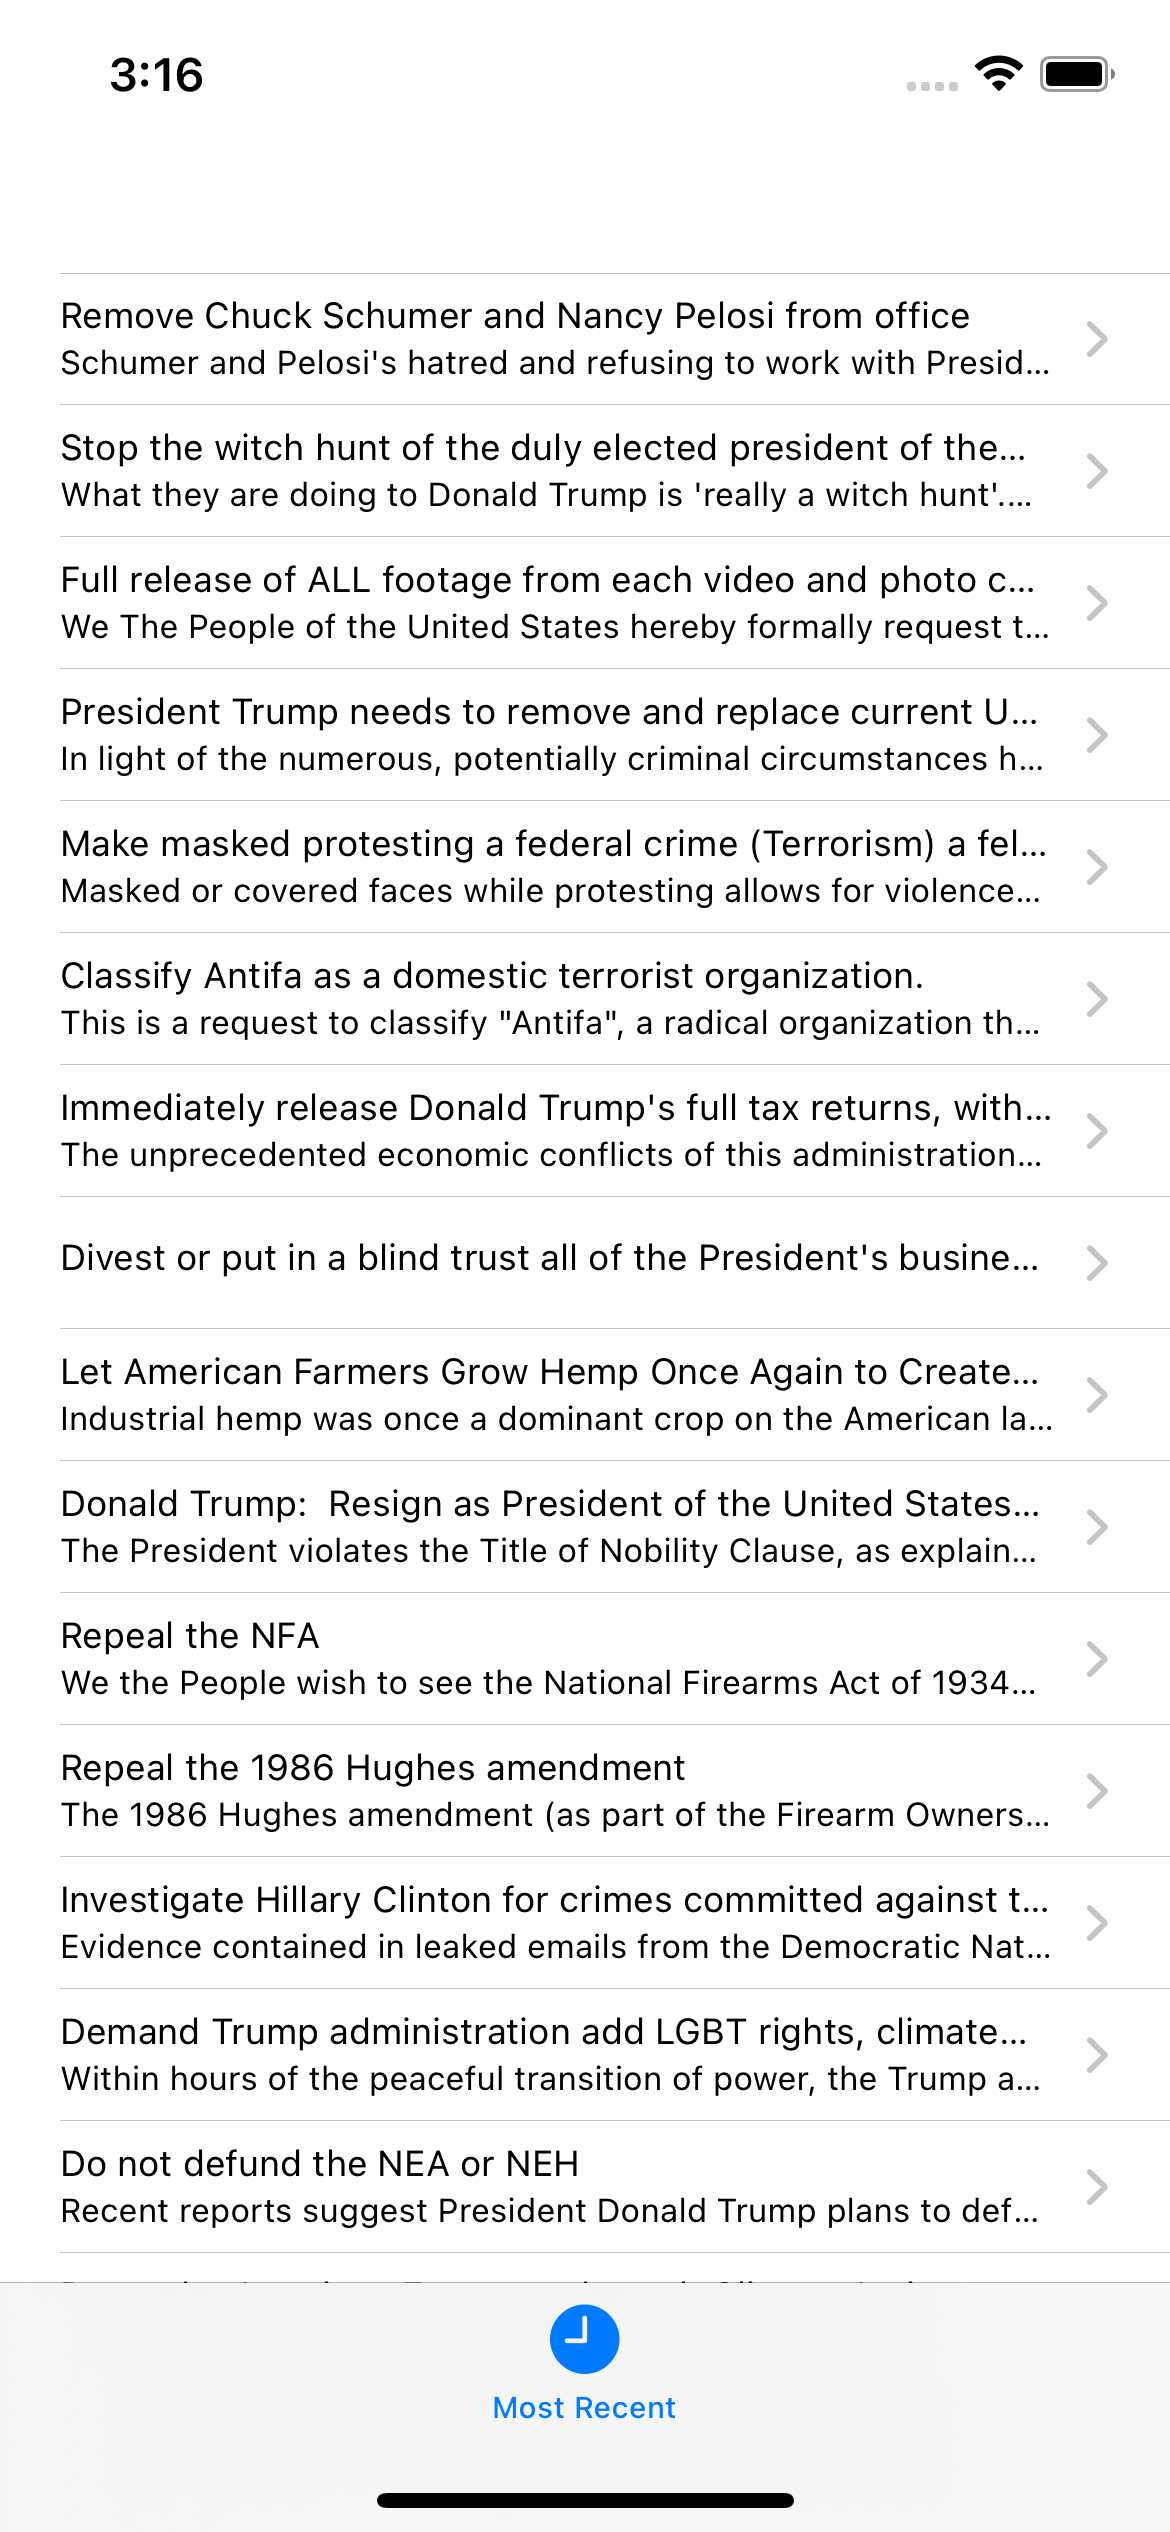 3:16
Remove Chuck Schumer and Nancy Pelosi from office
Schumer and Pelosi's hatred and refusing to work with Presid...
Stop the witch hunt of the duly elected president of the...
What they are doing to Donald Trump is 'really a witch hunt'....
Full release of ALL footage from each video and photo c...
We The People of the United States hereby formally request t...
President Trump needs to remove and replace current U...
In light of the numerous, potentially criminal circumstances h...
Make masked protesting a federal crime (Terrorism) a fel...
Masked or covered faces while protesting allows for violence...
Classify Antifa as a domestic terrorist organization.
This is a request to classify "Antifa", a radical organization th...
Immediately release Donald Trump's full tax returns, with...
The unprecedented economic conflicts of this administration...
Divest or put in a blind trust all of the President's busine...
Let American Farmers Grow Hemp Once Again to Create...
Industrial hemp was once a dominant crop on the American la...
Donald Trump:  Resign as President of the United States...
The President violates the Title of Nobility Clause, as explain...
Repeal the NFA
We the People wish to see the National Firearms Act of 1934...
Repeal the 1986 Hughes amendment
The 1986 Hughes amendment (as part of the Firearm Owners...
Investigate Hillary Clinton for crimes committed against t...
Evidence contained in leaked emails from the Democratic Nat...
Demand Trump administration add LGBT rights, climate...
Within hours of the peaceful transition of power, the Trump a...
Do not defund the NEA or NEH
Recent reports suggest President Donald Trump plans to def...
Most Recent